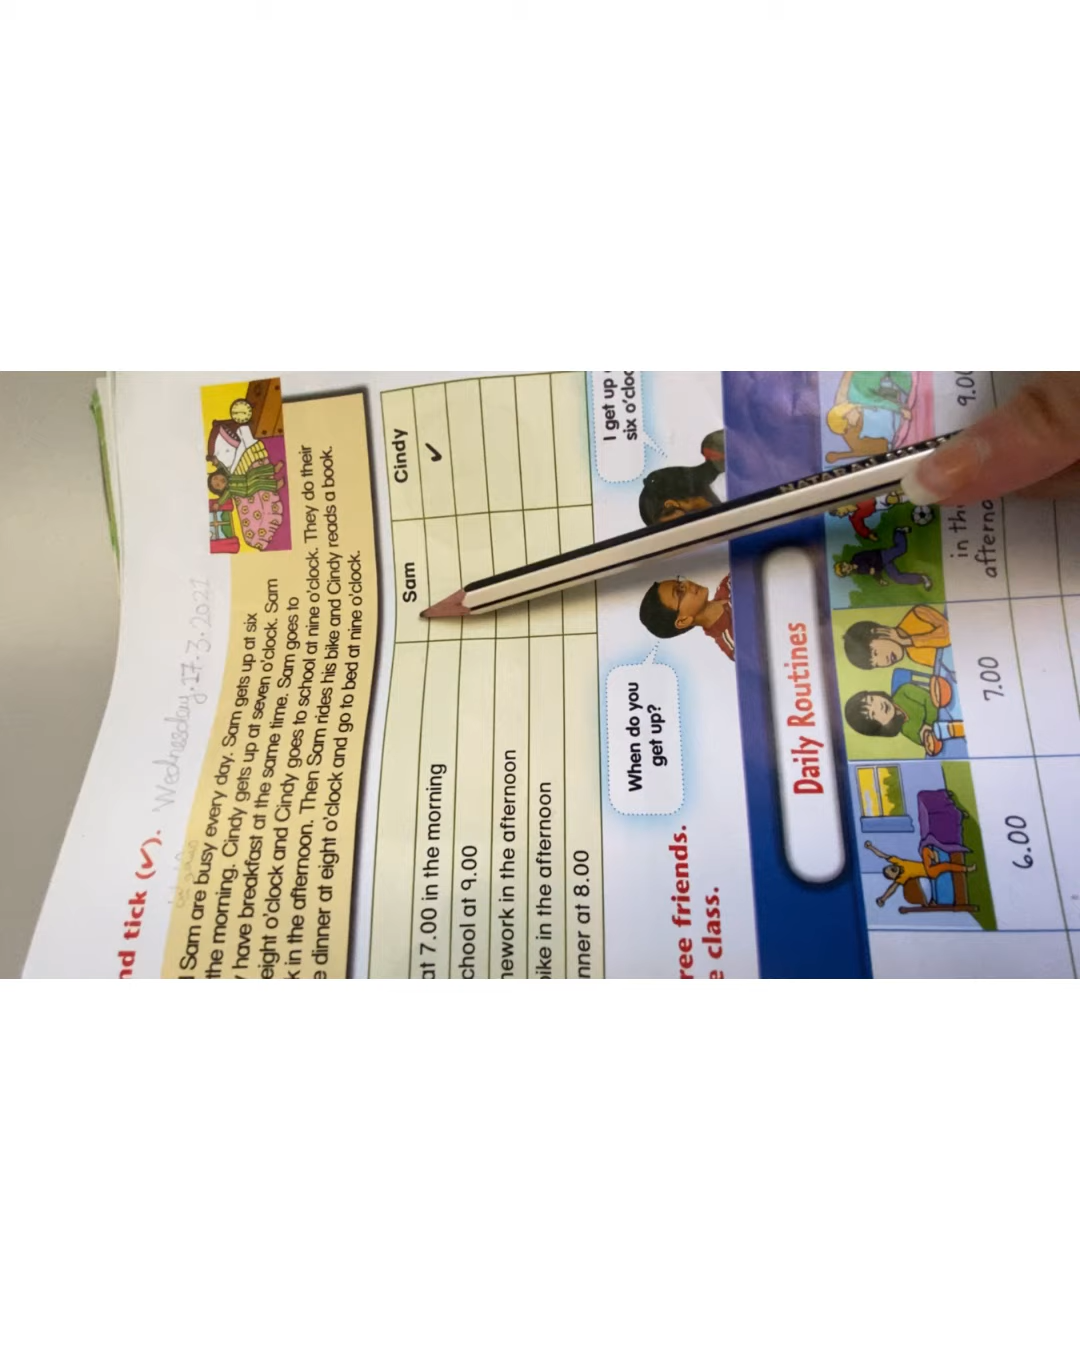 nd tick (✓). Wednesday.17.3.2021
Sam are busy every day. Sam gets up at six
the morning. Cindy gets up at seven o'clock. Sam
have breakfast at the same time. Sam goes to
eight o'clock and Cindy goes to school at nine o'clock. They do their
in the afternoon. Then Sam rides his bike and Cindy reads a book.
dinner at eight o'clock and go to bed at nine o'clock.
Sam Cindy
at 7.00 in the morning ✓
chool at 9.00
ework in the afternoon
ike in the afternoon
nner at 8.00
When do you
get up?
I get up
six o'cloc
ree friends.
e class.
Daily Routines
NATARAJ
6.00
7.00
in the
afterno
9.00